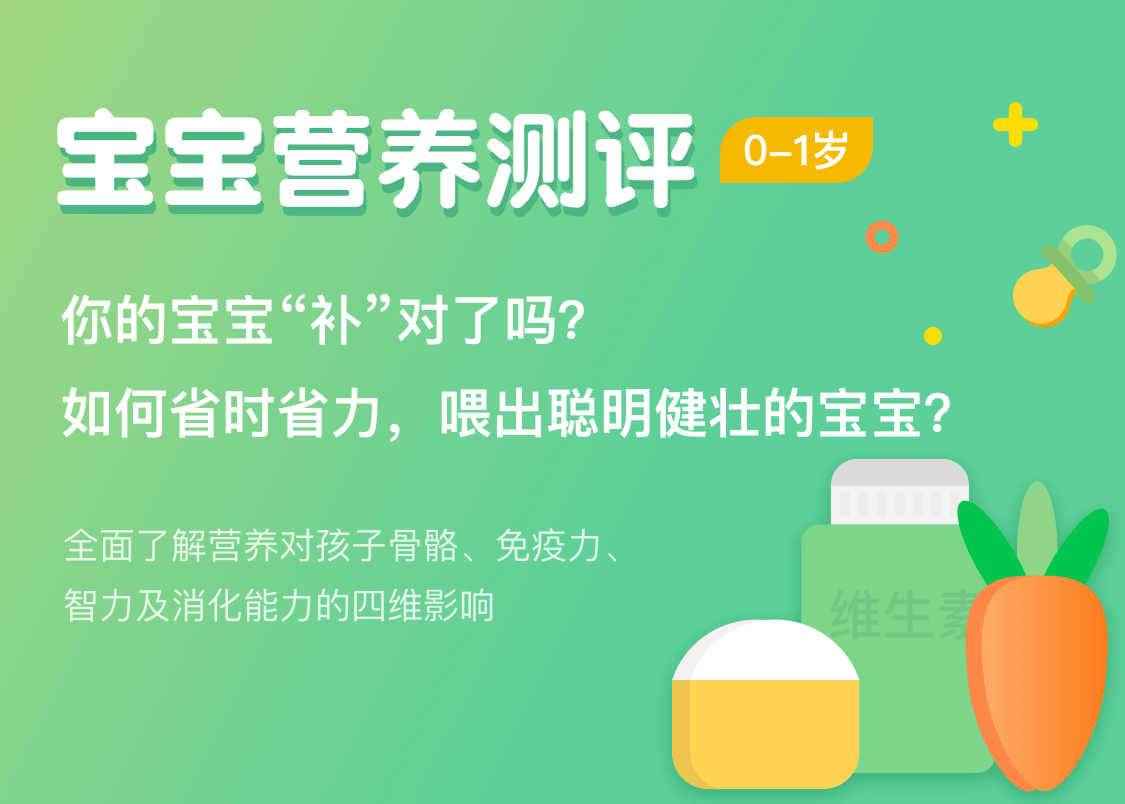 宝宝营养测评 0-1岁
你的宝宝“补”对了吗?
如何省时省力，喂出聪明健壮的宝宝?
全面了解营养对孩子骨骼、免疫力、
智力及消化能力的四维影响
维生素